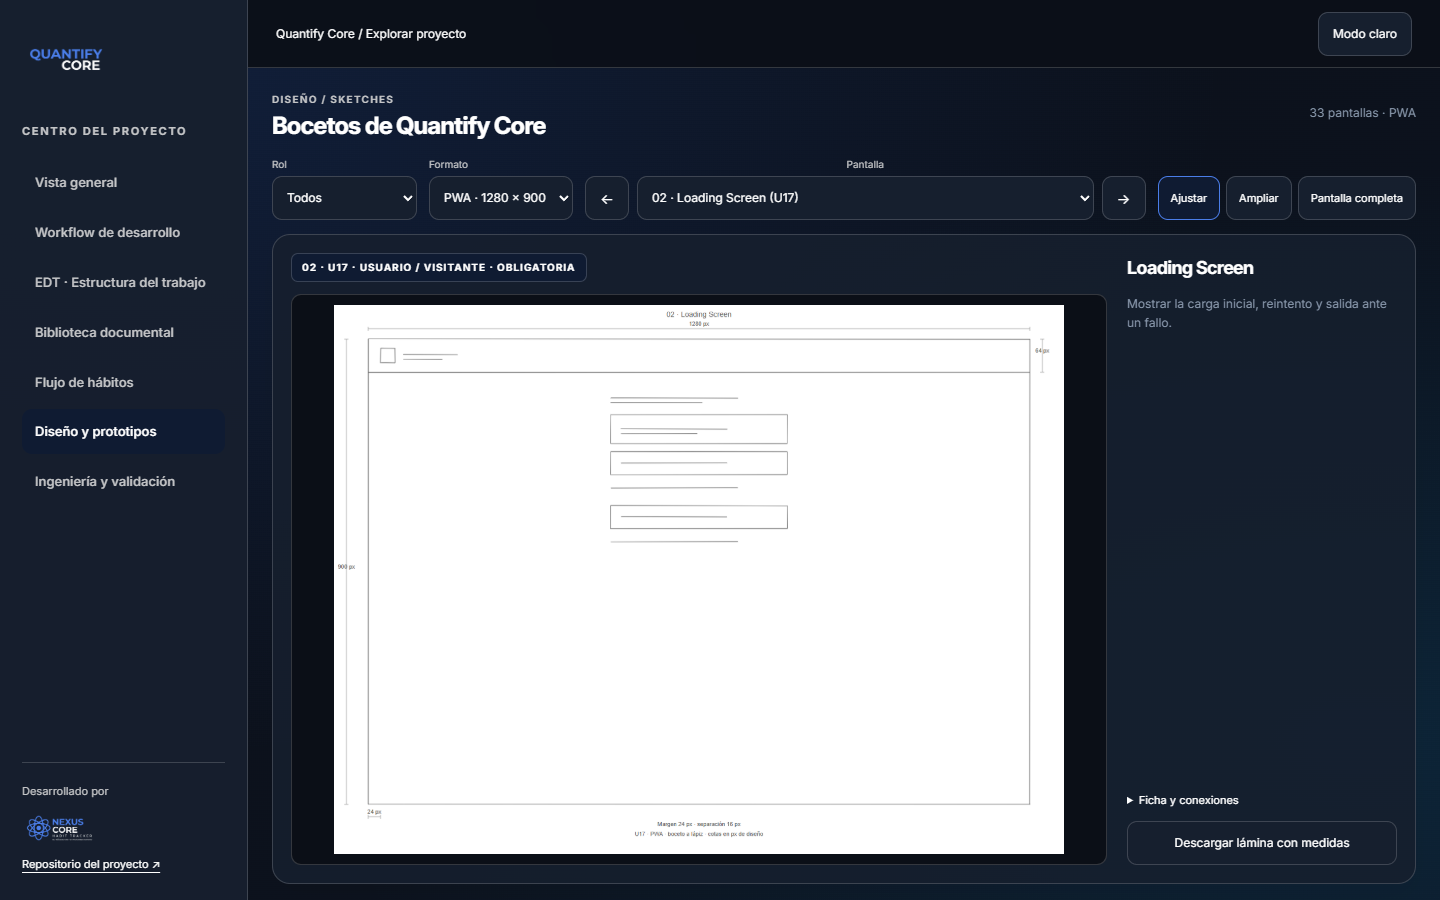 QUANTIFY
CORE
CENTRO DEL PROYECTO
Vista general
Workflow de desarrollo
EDT · Estructura del trabajo
Biblioteca documental
Flujo de hábitos
Diseño y prototipos
Ingeniería y validación
Desarrollado por
NEXUS
CORE
HABIT TRACKER
Repositorio del proyecto ↗
Quantify Core / Explorar proyecto
Modo claro
DISEÑO / SKETCHES
Bocetos de Quantify Core
33 pantallas · PWA
Rol
Formato
Pantalla
Todos
PWA · 1280 × 900
←
02 · Loading Screen (U17)
→
Ajustar
Ampliar
Pantalla completa
02 · U17 · USUARIO / VISITANTE · OBLIGATORIA
02 · Loading Screen
1280 px
64 px
900 px
24 px
Margen 24 px · separación 16 px
U17 · PWA · boceto a lápiz · cotas en px de diseño
Loading Screen
Mostrar la carga inicial, reintento y salida ante
un fallo.
▶ Ficha y conexiones
Descargar lámina con medidas